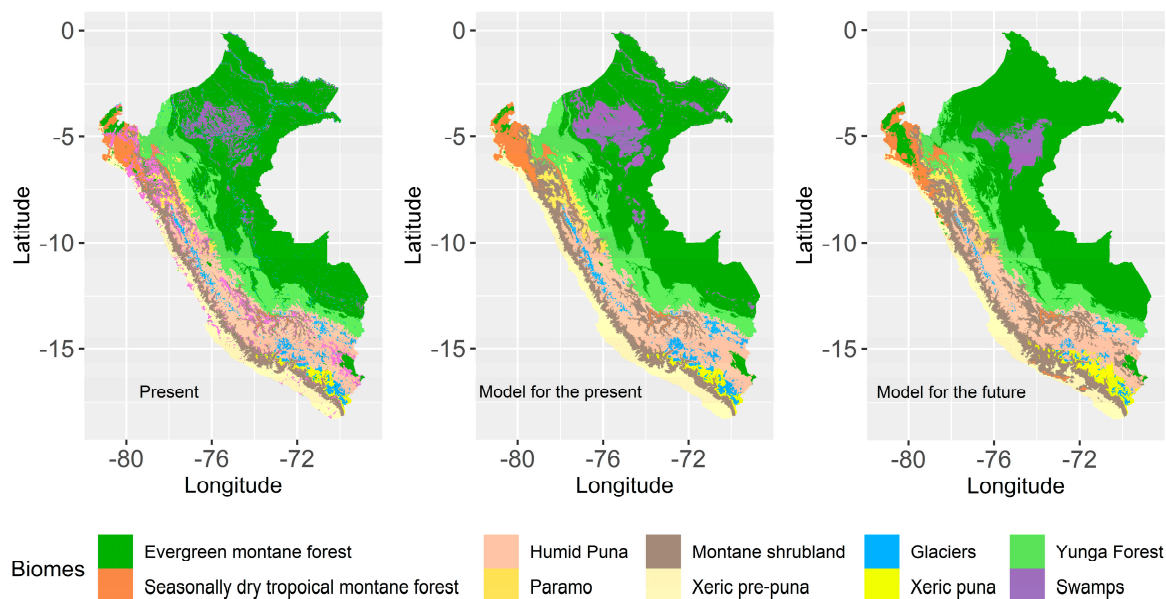 0
-5
-10
-15
Latitude
Present
-80 -76 -72
Longitude
0
-5
-10
-15
Latitude
Model for the present
-80 -76 -72
Longitude
0
-5
-10
-15
Latitude
Model for the future
-80 -76 -72
Longitude
Biomes
Evergreen montane forest
Humid Puna
Montane shrubland
Glaciers
Yunga Forest
Seasonally dry tropoical montane forest
Paramo
Xeric pre-puna
Xeric puna
Swamps